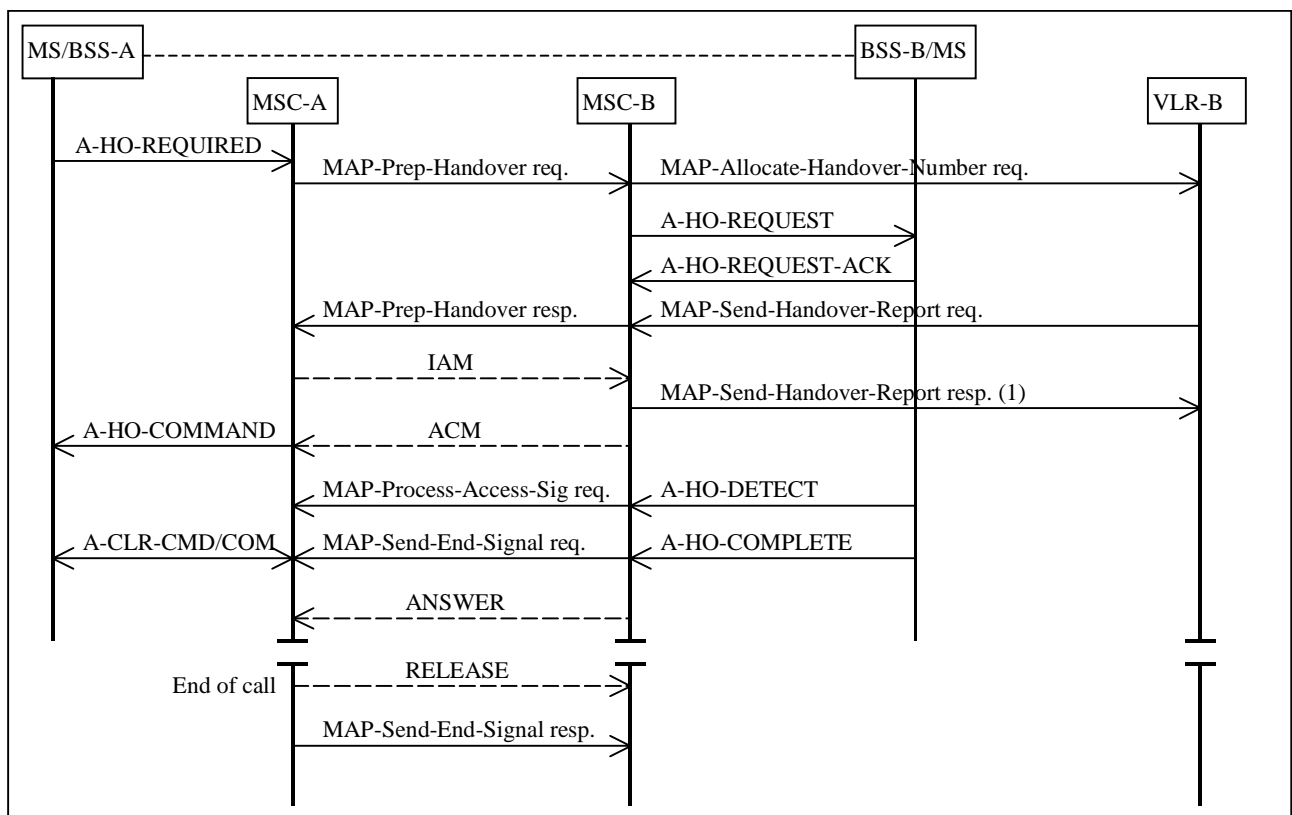 MS/BSS-A
BSS-B/MS
MSC-A
MSC-B
VLR-B
A-HO-REQUIRED
MAP-Prep-Handover req.
MAP-Allocate-Handover-Number req.
A-HO-REQUEST
A-HO-REQUEST-ACK
MAP-Prep-Handover resp.
MAP-Send-Handover-Report req.
IAM
MAP-Send-Handover-Report resp. (1)
A-HO-COMMAND
ACM
MAP-Process-Access-Sig req.
A-HO-DETECT
A-CLR-CMD/COM
MAP-Send-End-Signal req.
A-HO-COMPLETE
ANSWER
RELEASE
End of call
MAP-Send-End-Signal resp.